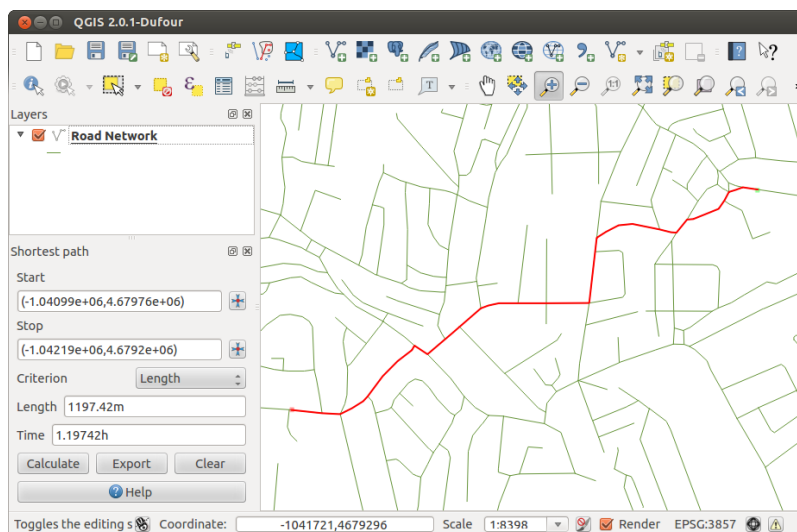 QGIS 2.0.1-Dufour
Layers
Road Network
Shortest path
Start
(-1.04099e+06,4.67976e+06)
Stop
(-1.04219e+06,4.6792e+06)
Criterion Length
Length 1197.42m
Time 1.19742h
Calculate Export Clear
Help
Toggles the editing s Coordinate: -1041721,4679296 Scale 1:8398 Render EPSG:3857